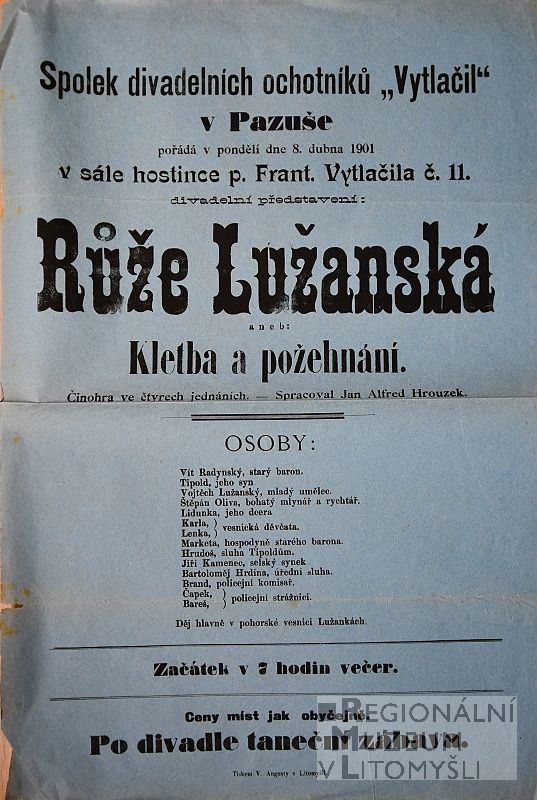 Spolek divadelních ochotníků „Vytlačil“
v Pazuše
pořádá v pondělí dne 8. dubna 1901
v sále hostince p. Frant. Vytlačila č. 11.
divadelní představení:
Růže Lužanská
aneb:
Kletba a požehnání.
Činohra ve čtyrech jednáních. — Spracoval Jan Alfred Hrouzek.
OSOBY:
Vít Radynský, starý baron.
Tipold, jeho syn
Vojtěch Lužanský, mladý umělec.
Štěpán Oliva, bohatý mlynář a rychtář.
Lidunka, jeho dcera
Karla, } vesnická děvčata.
Lenka,
Marketa, hospodyně starého barona.
Hrudoš, sluha Tipoldům.
Jiří Kamenec, selský synek
Bartoloměj Hrdina, úřední sluha.
Brand, policejní komisař.
Čapek, } policejní strážníci.
Bareš,
Děj hlavně v pohorské vesnici Lužankách.
Začátek v 7 hodin večer.
Ceny míst jak obyčejně.
Po divadle taneční zábava.
Tiskem V. Augusty v Litomyšli.
REGIONÁLNÍ
MUZEUM
V LITOMYŠLI